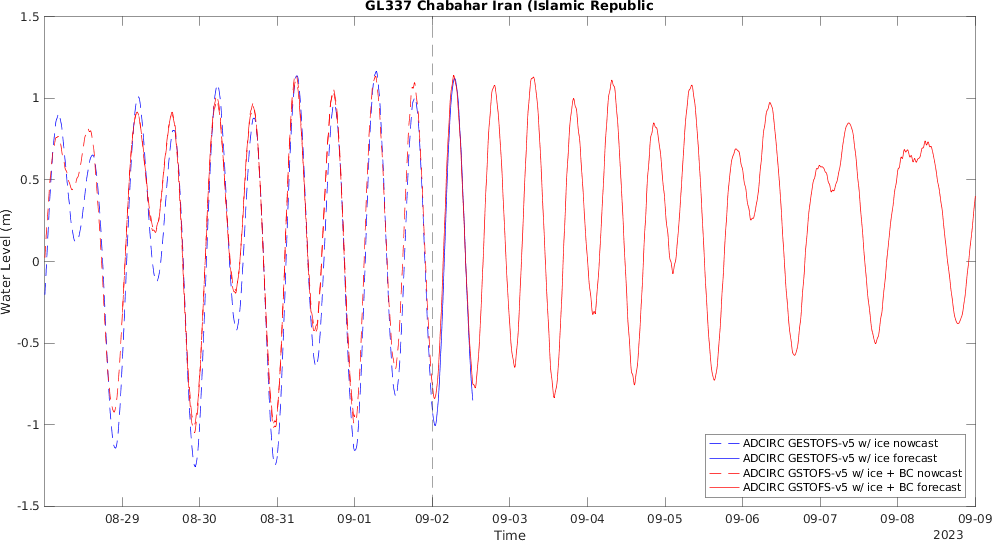 GL337 Chabahar Iran (Islamic Republic
1.5
1
0.5
0
-0.5
-1
-1.5
Water Level (m)
08-29 08-30 08-31 09-01 09-02 09-03 09-04 09-05 09-06 09-07 09-08 09-09
Time
2023
ADCIRC GESTOFS-v5 w/ ice nowcast
ADCIRC GESTOFS-v5 w/ ice forecast
ADCIRC GSTOFS-v5 w/ ice + BC nowcast
ADCIRC GSTOFS-v5 w/ ice + BC forecast